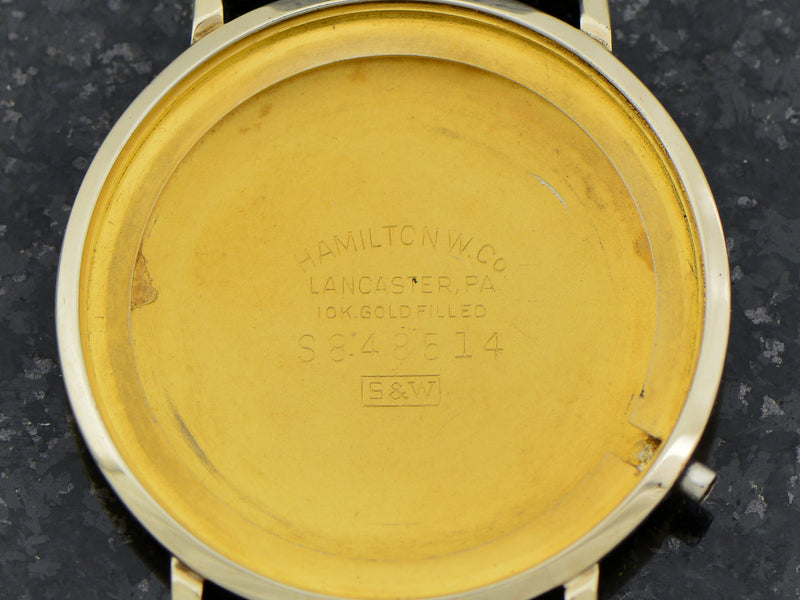 HAMILTON W. Co.
LANCASTER, PA.
10K. GOLD FILLED
S848514
S&W